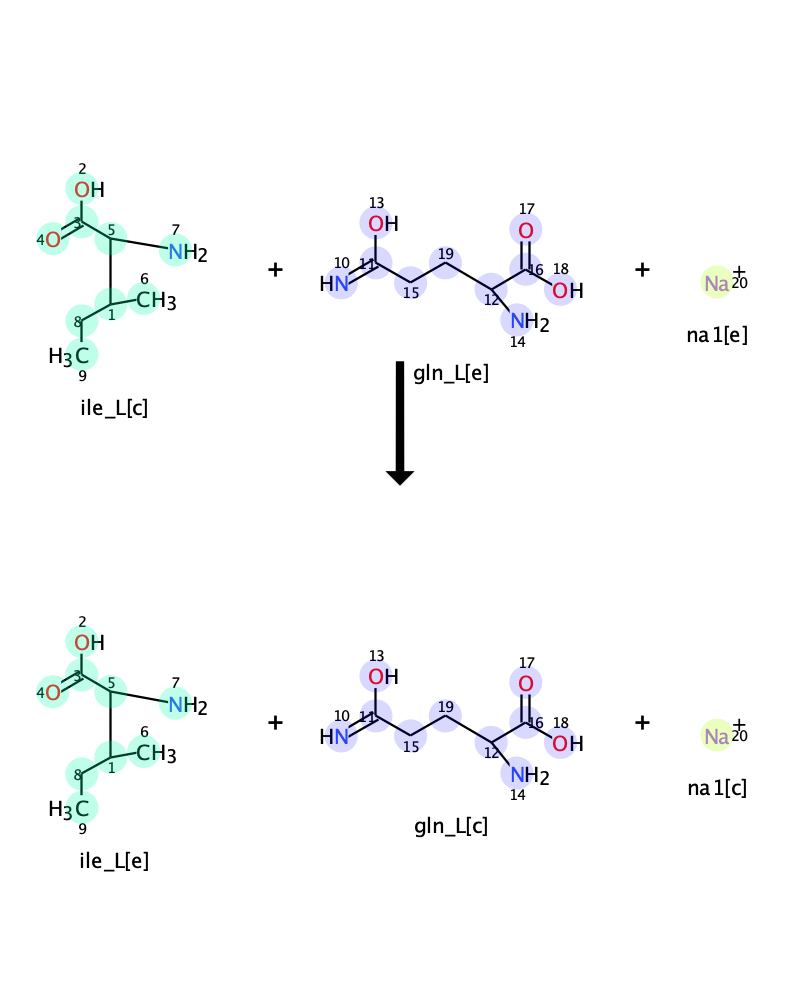 2
OH
3
4 O
5
7
NH2
6
CH3
1
8
H3C
9
ile_L[c]
+
13
OH
10
11
HN
15
19
12
NH2
14
17
O
16
18
OH
gln_L[e]
+
Na+
20
na1[e]
2
OH
3
4 O
5
7
NH2
6
CH3
1
8
H3C
9
ile_L[e]
+
13
OH
10
11
HN
15
19
12
NH2
14
17
O
16
18
OH
gln_L[c]
+
Na+
20
na1[c]